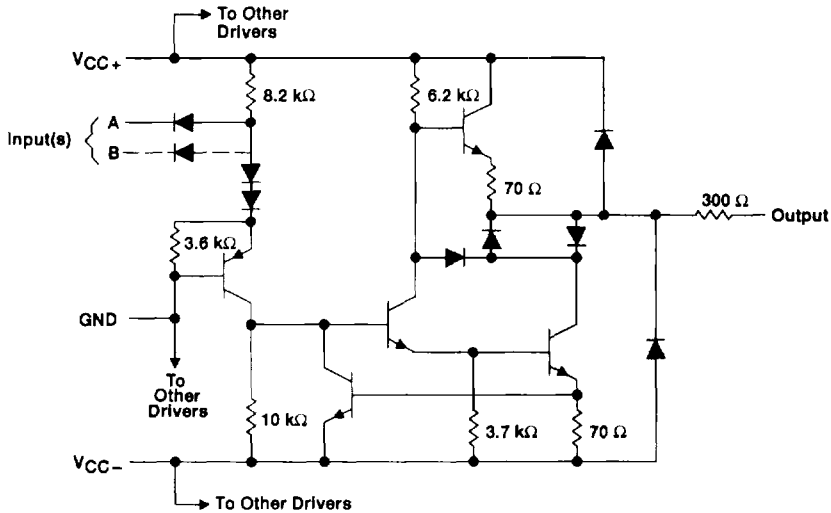 To Other
Drivers
VCC+
8.2 kΩ
6.2 kΩ
Input(s)
A
B
70 Ω
300 Ω
Output
3.6 kΩ
GND
To
Other
Drivers
10 kΩ
3.7 kΩ
70 Ω
VCC−
To Other Drivers